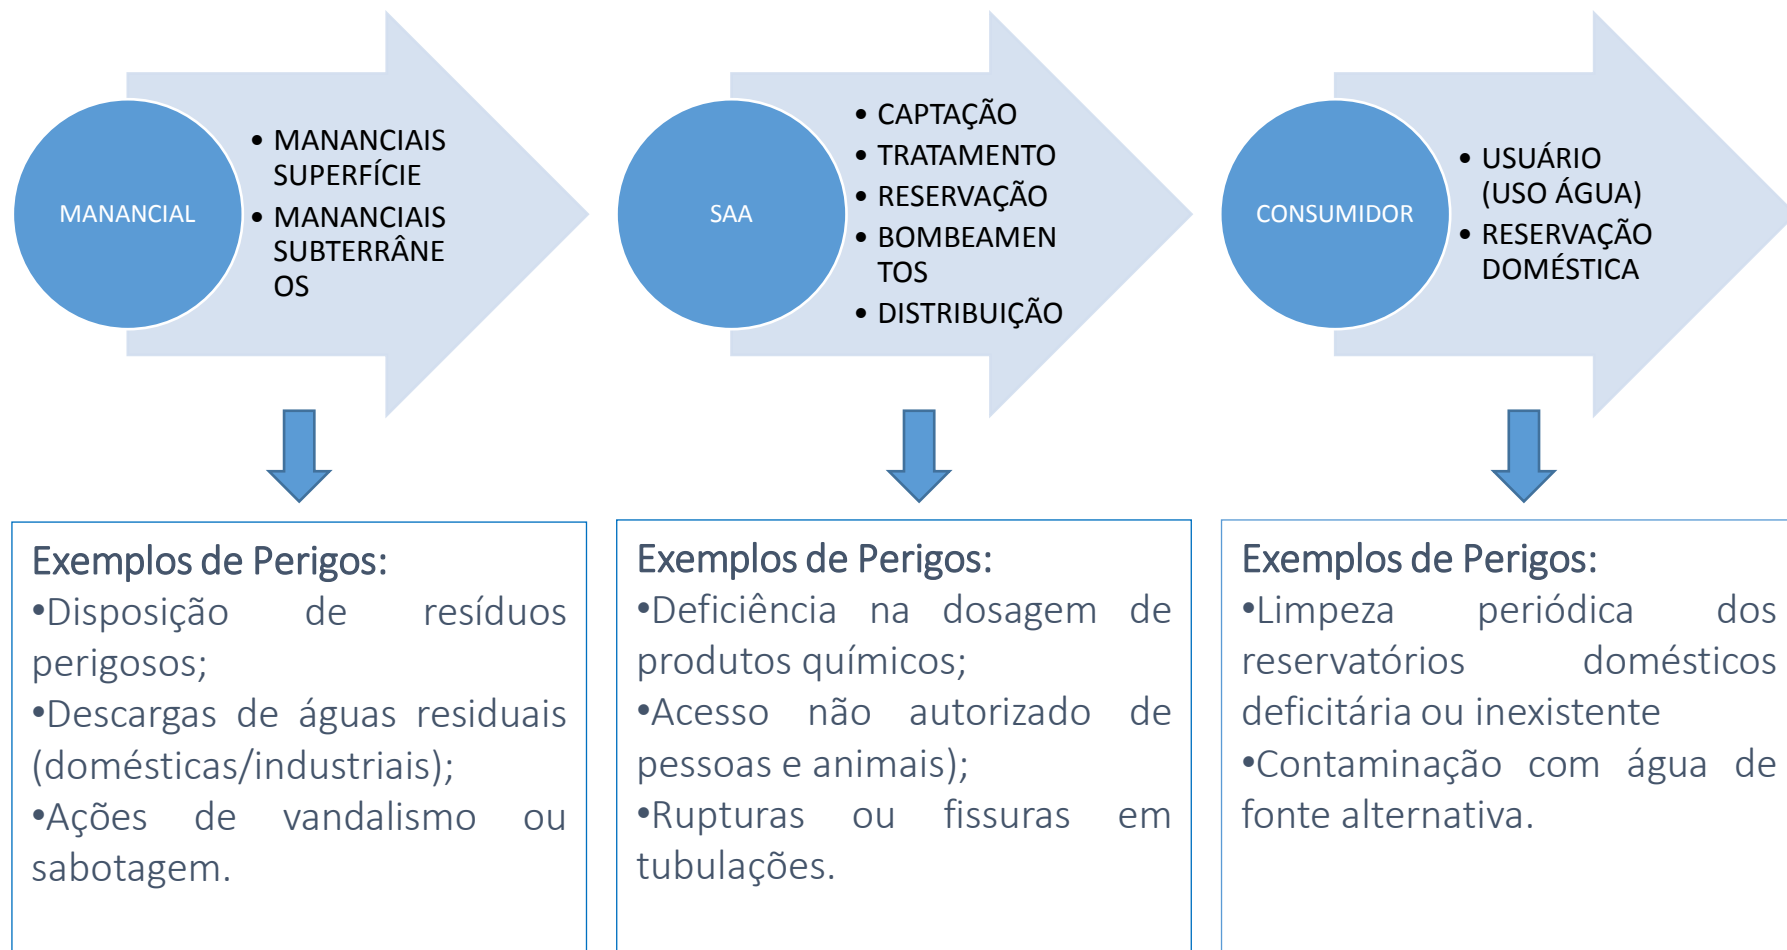 MANANCIAL
• MANANCIAIS
SUPERFÍCIE
• MANANCIAIS
SUBTERRÂNE
OS
SAA
• CAPTAÇÃO
• TRATAMENTO
• RESERVAÇÃO
• BOMBEAMEN
TOS
• DISTRIBUIÇÃO
CONSUMIDOR
• USUÁRIO
(USO ÁGUA)
• RESERVAÇÃO
DOMÉSTICA
Exemplos de Perigos:
•Disposição de resíduos
perigosos;
•Descargas de águas residuais
(domésticas/industriais);
•Ações de vandalismo ou
sabotagem.
Exemplos de Perigos:
•Deficiência na dosagem de
produtos químicos;
•Acesso não autorizado de
pessoas e animais);
•Rupturas ou fissuras em
tubulações.
Exemplos de Perigos:
•Limpeza periódica dos
reservatórios domésticos
deficitária ou inexistente
•Contaminação com água de
fonte alternativa.